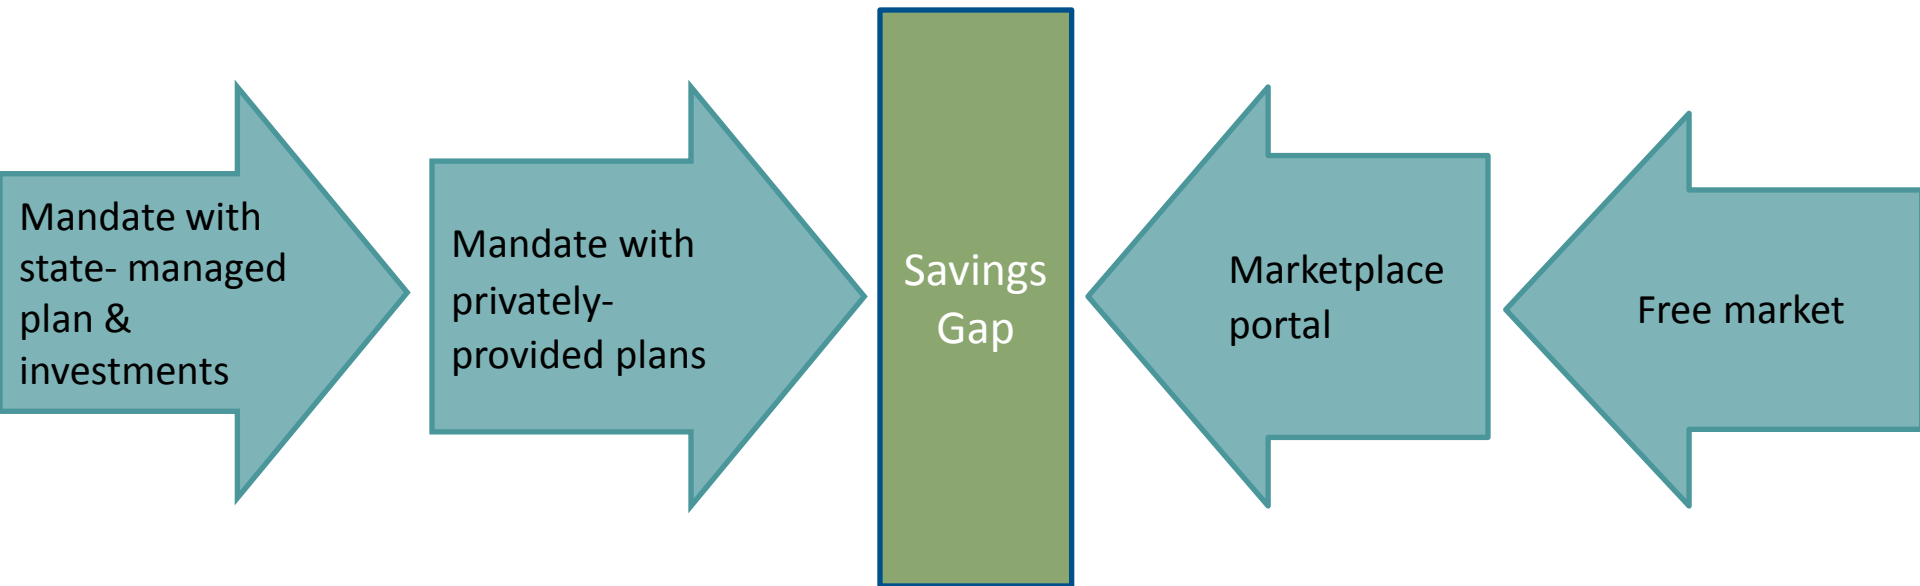 Mandate with
state- managed
plan &
investments
Mandate with
privately-
provided plans
Savings
Gap
Marketplace
portal
Free market